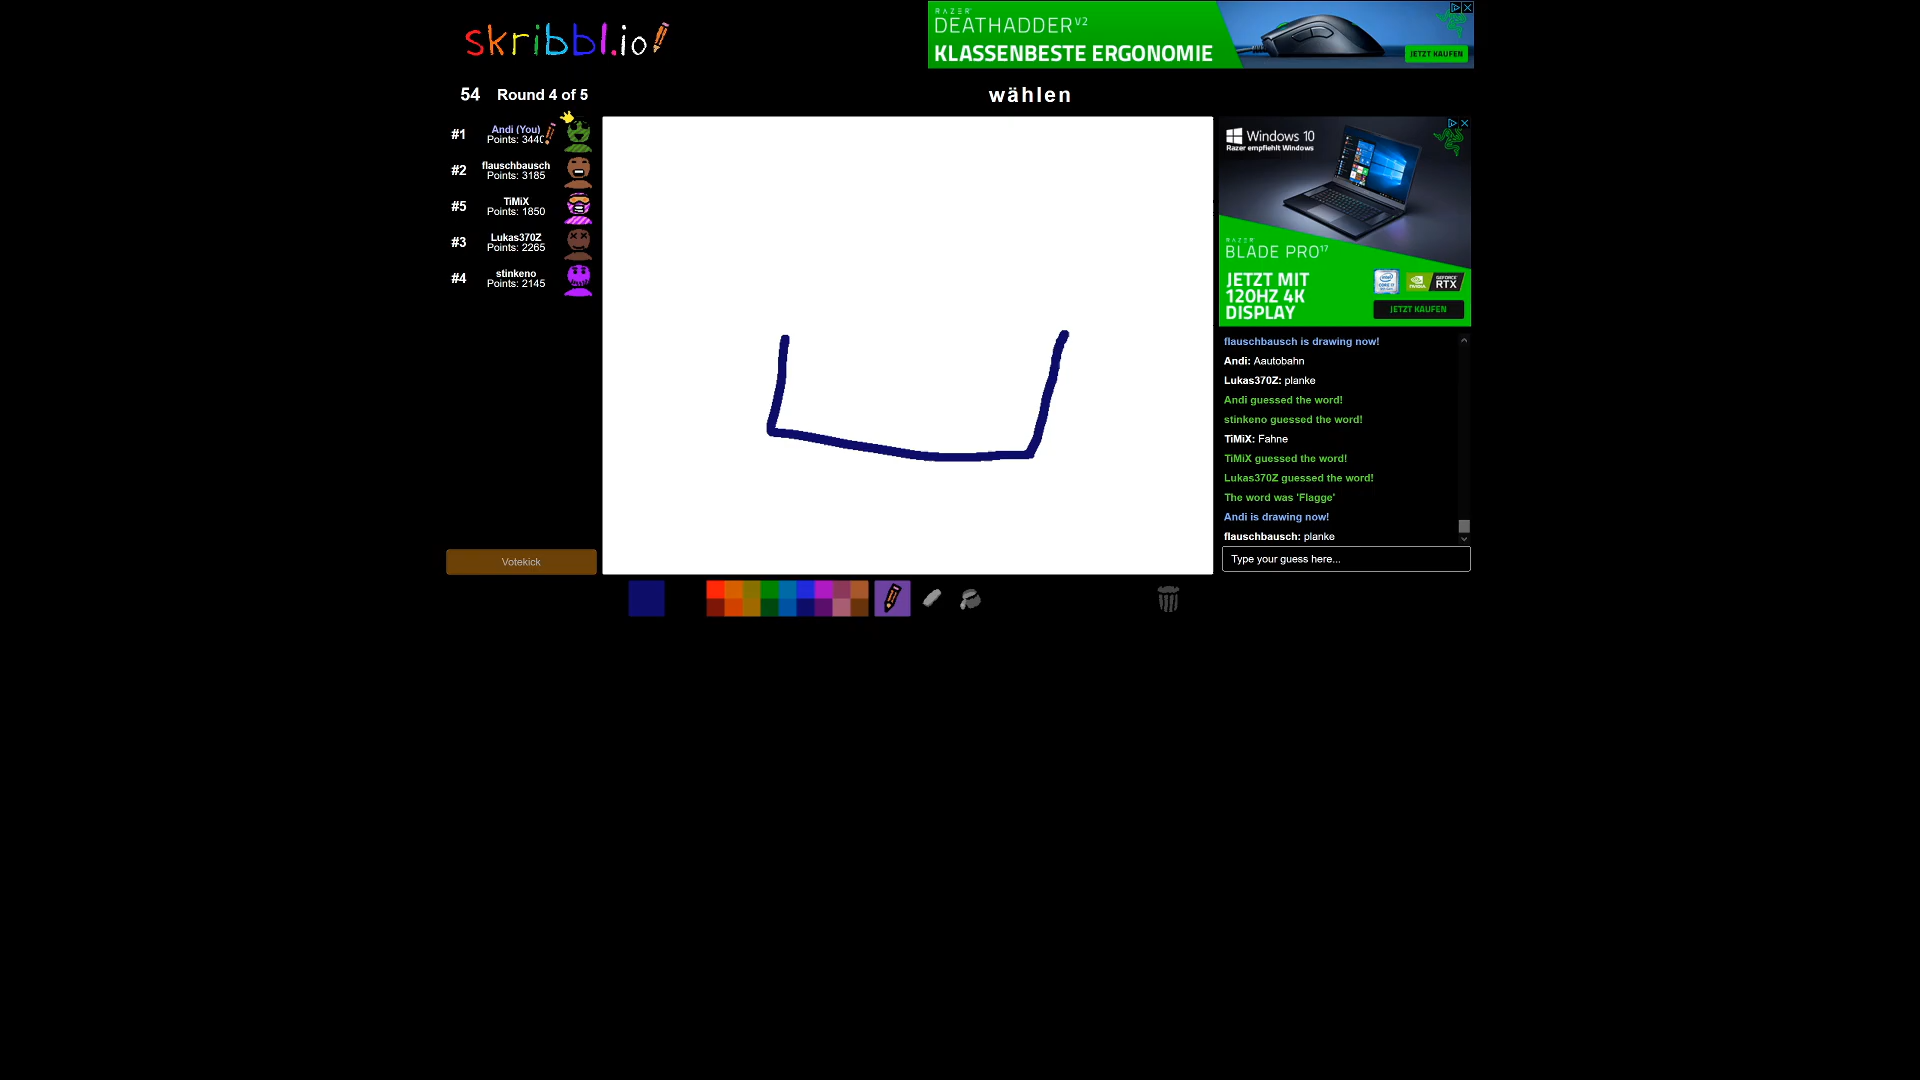 skribbl.io
RAZER
DEATHADDER V2
KLASSENBESTE ERGONOMIE
JETZT KAUFEN
54 Round 4 of 5
wählen
#1
Andi (You)
Points: 3440
#2
flauschbausch
Points: 3185
#5
TiMiX
Points: 1850
#3
Lukas370Z
Points: 2265
#4
stinkeno
Points: 2145
Votekick
Windows 10
Razer empfiehlt Windows
RAZER
BLADE PRO 17
JETZT MIT
120HZ 4K
DISPLAY
GEFORCE
RTX
JETZT KAUFEN
flauschbausch is drawing now!
Andi: Aautobahn
Lukas370Z: planke
Andi guessed the word!
stinkeno guessed the word!
TiMiX: Fahne
TiMiX guessed the word!
Lukas370Z guessed the word!
The word was 'Flagge'
Andi is drawing now!
flauschbausch: planke
Type your guess here...